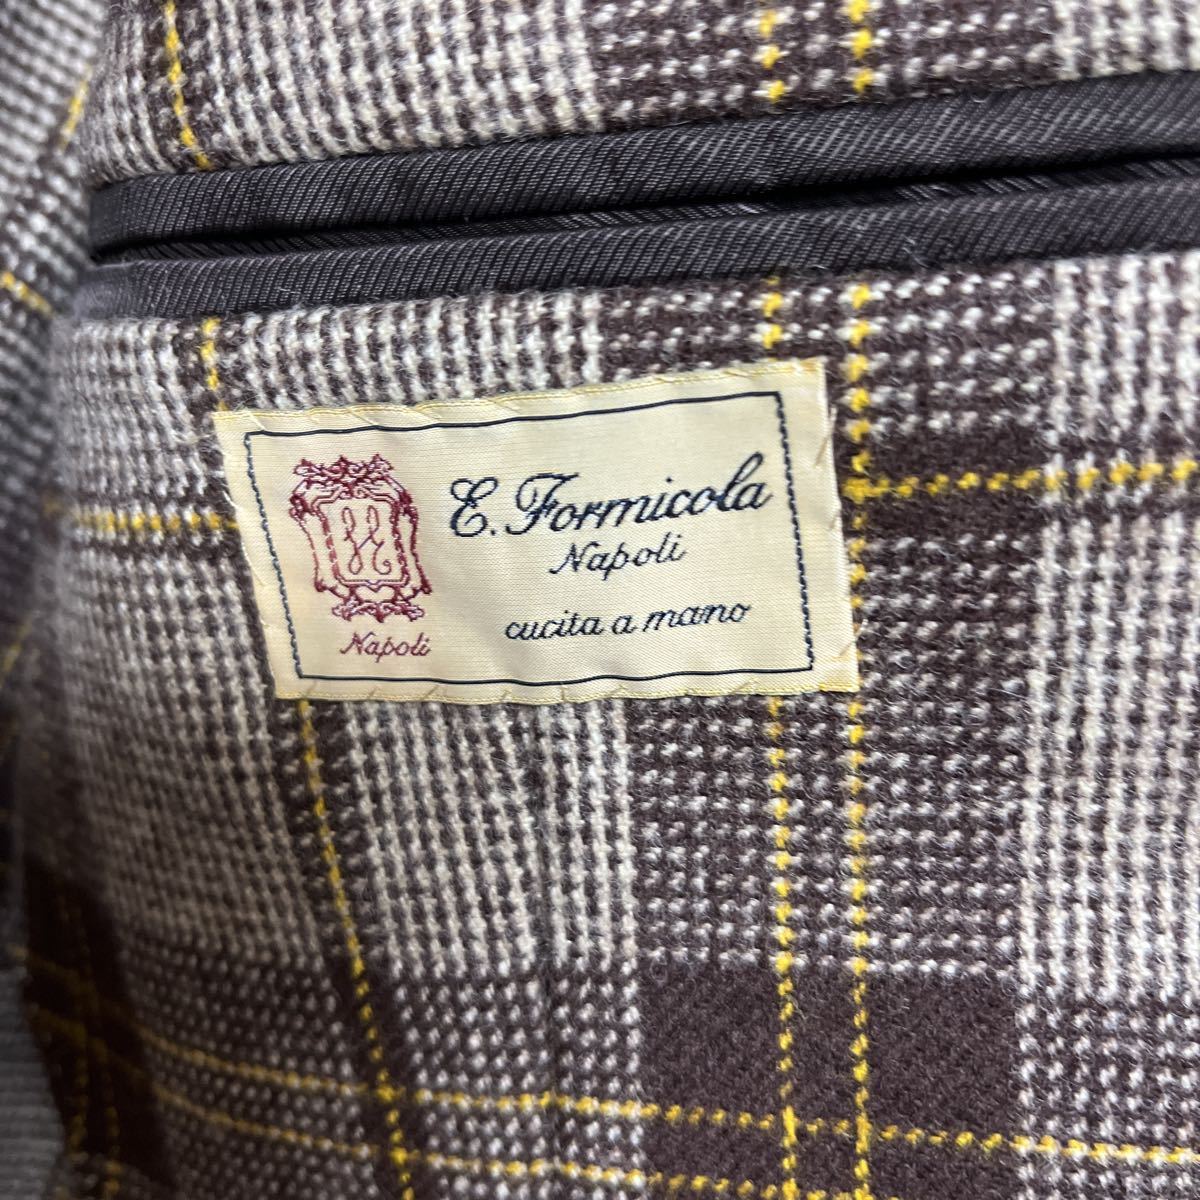 E. Formicola
Napoli
cucita a mano
Napoli